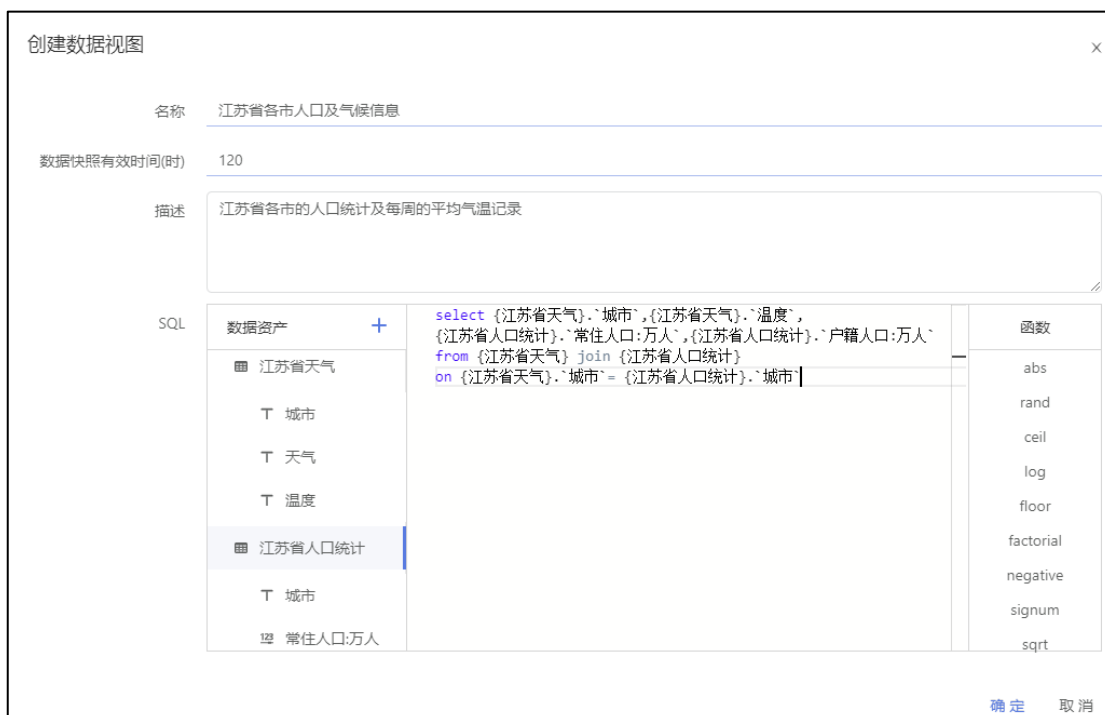 创建数据视图
×
名称
江苏省各市人口及气候信息
数据快照有效时间(时)
120
描述
江苏省各市的人口统计及每周的平均气温记录
SQL
数据资产 +
江苏省天气
T 城市
T 天气
T 温度
江苏省人口统计
T 城市
123 常住人口:万人
select {江苏省天气}.`城市`,{江苏省天气}.`温度`,
{江苏省人口统计}.`常住人口:万人`,{江苏省人口统计}.`户籍人口:万人`
from {江苏省天气} join {江苏省人口统计}
on {江苏省天气}.`城市`= {江苏省人口统计}.`城市`
函数
abs
rand
ceil
log
floor
factorial
negative
signum
sqrt
确定 取消